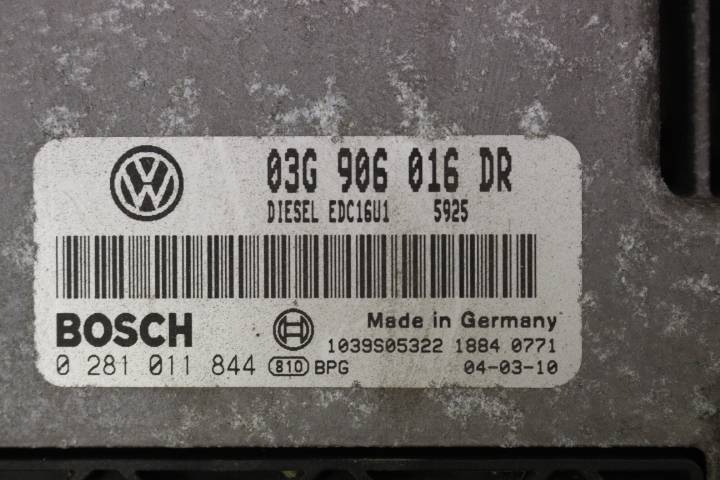 03G 906 016 DR
DIESEL EDC16U1 5925
BOSCH
Made in Germany
1039S05322 1884 0771
0 281 011 844 810 BPG 04-03-10